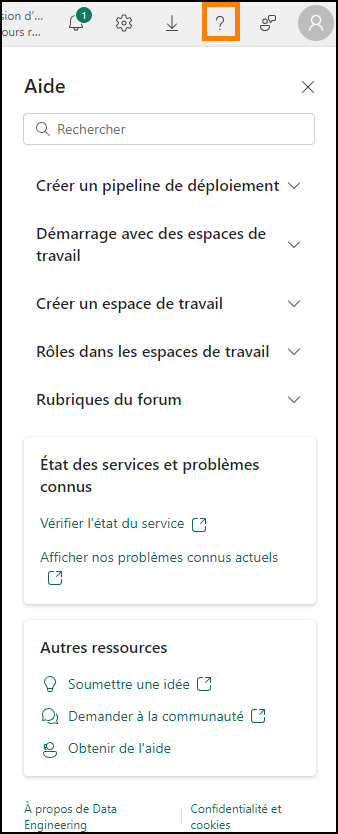 sion d'...
ours r...
1
?
Aide
Rechercher
Créer un pipeline de déploiement
Démarrage avec des espaces de
travail
Créer un espace de travail
Rôles dans les espaces de travail
Rubriques du forum
État des services et problèmes
connus
Vérifier l'état du service
Afficher nos problèmes connus actuels
Autres ressources
Soumettre une idée
Demander à la communauté
Obtenir de l'aide
À propos de Data
Engineering
Confidentialité et
cookies